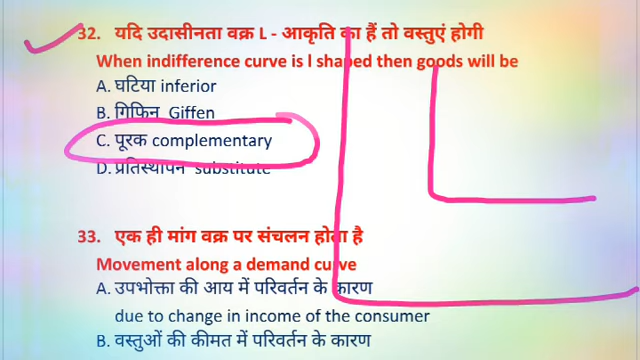 32. यदि उदासीनता वक्र L - आकृति का हैं तो वस्तुएं होगी
When indifference curve is l shaped then goods will be
A. घटिया inferior
B. गिफिन Giffen
C. पूरक complementary
D. प्रतिस्थापन substitute
33. एक ही मांग वक्र पर संचलन होता है
Movement along a demand curve
A. उपभोक्ता की आय में परिवर्तन के कारण
due to change in income of the consumer
B. वस्तुओं की कीमत में परिवर्तन के कारण